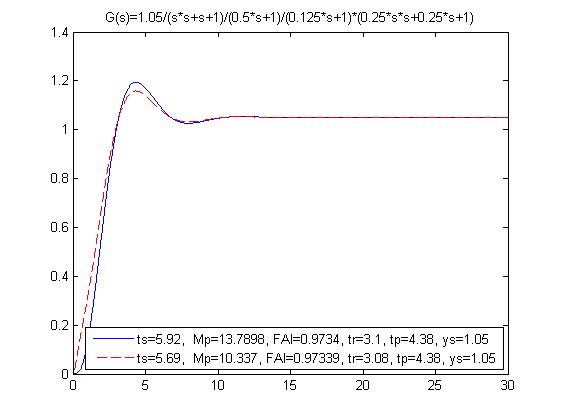 G(s)=1.05/(s*s+s+1)/(0.5*s+1)/(0.125*s+1)*(0.25*s*s+0.25*s+1)
1.4
1.2
1
0.8
0.6
0.4
0.2
0
ts=5.92, Mp=13.7898, FAI=0.9734, tr=3.1, tp=4.38, ys=1.05
ts=5.69, Mp=10.337, FAI=0.97339, tr=3.08, tp=4.38, ys=1.05
0 5 10 15 20 25 30